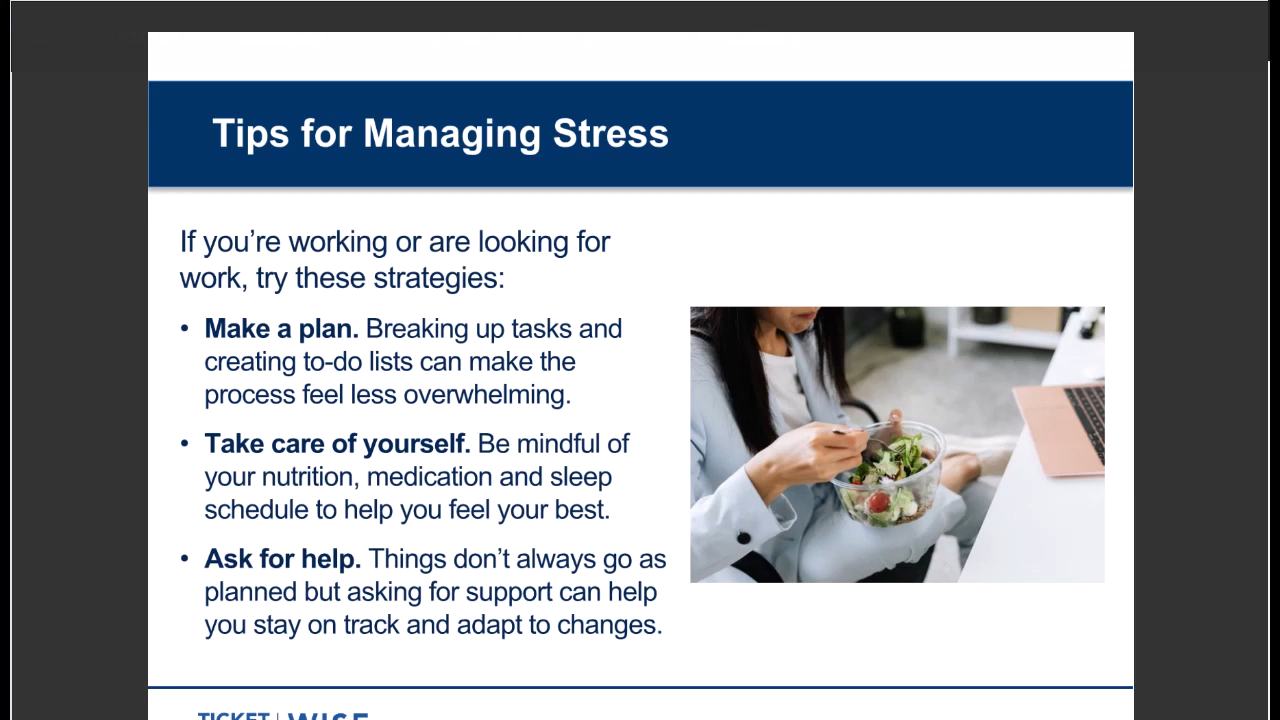 Tips for Managing Stress
If you’re working or are looking for
work, try these strategies:
• Make a plan. Breaking up tasks and
creating to-do lists can make the
process feel less overwhelming.
• Take care of yourself. Be mindful of
your nutrition, medication and sleep
schedule to help you feel your best.
• Ask for help. Things don’t always go as
planned but asking for support can help
you stay on track and adapt to changes.
TICKET | WISE